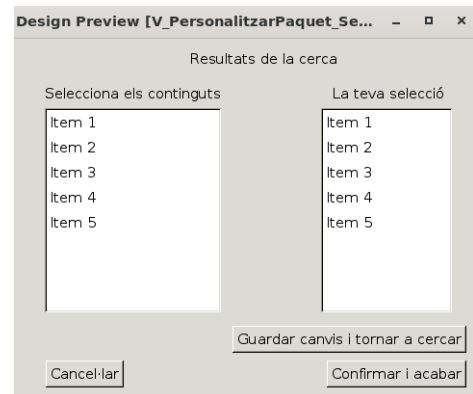 Design Preview [V_PersonalitzarPaquet_Se...
Resultats de la cerca
Selecciona els continguts
La teva selecció
Item 1
Item 2
Item 3
Item 4
Item 5
Item 1
Item 2
Item 3
Item 4
Item 5
Guardar canvis i tornar a cercar
Cancel·lar
Confirmar i acabar